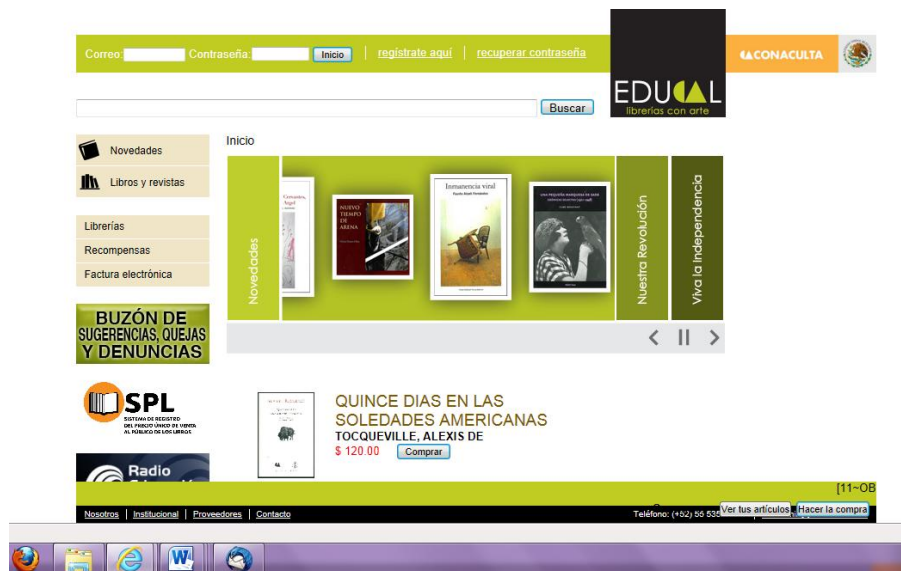 Correo: Contraseña: Inicio | regístrate aquí | recuperar contraseña
CONACULTA
EDUCAL
librerías con arte
Buscar
Novedades
Libros y revistas
Librerías
Recompensas
Factura electrónica
BUZÓN DE
SUGERENCIAS, QUEJAS
Y DENUNCIAS
SPL
SISTEMA DE REGISTRO
DEL PRECIO ÚNICO DE VENTA
AL PÚBLICO DE LOS LIBROS
Radio
Inicio
Novedades
NUEVO
TIEMPO
DE
ARENA
Inmanencia viral
Nuestra Revolución
Viva la Independencia
QUINCE DIAS EN LAS
SOLEDADES AMERICANAS
TOCQUEVILLE, ALEXIS DE
$ 120.00 Comprar
[11~OB
Ver tus artículos Hacer la compra
Nosotros | Institucional | Proveedores | Contacto
Teléfono: (+52) 55 535